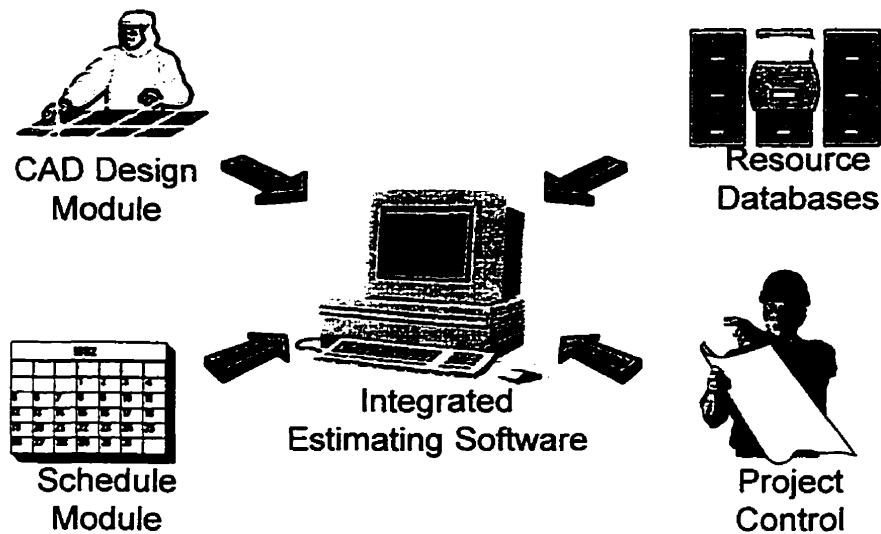 CAD Design
Module
Resource
Databases
Integrated
Estimating Software
Schedule
Module
Project
Control